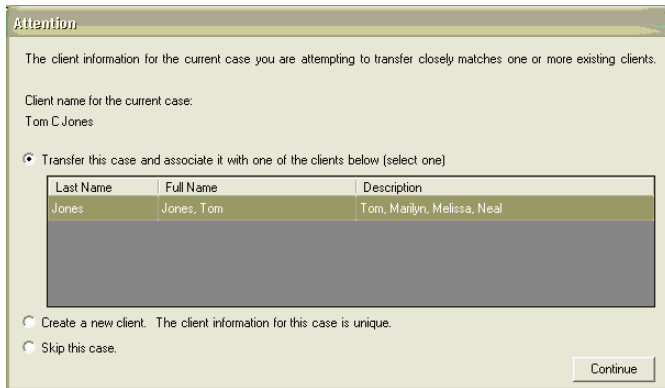 Attention
The client information for the current case you are attempting to transfer closely matches one or more existing clients.
Client name for the current case:
Tom C Jones
Transfer this case and associate it with one of the clients below (select one)
Last Name Full Name Description
Jones Jones, Tom Tom, Marilyn, Melissa, Neal
Create a new client. The client information for this case is unique.
Skip this case.
Continue